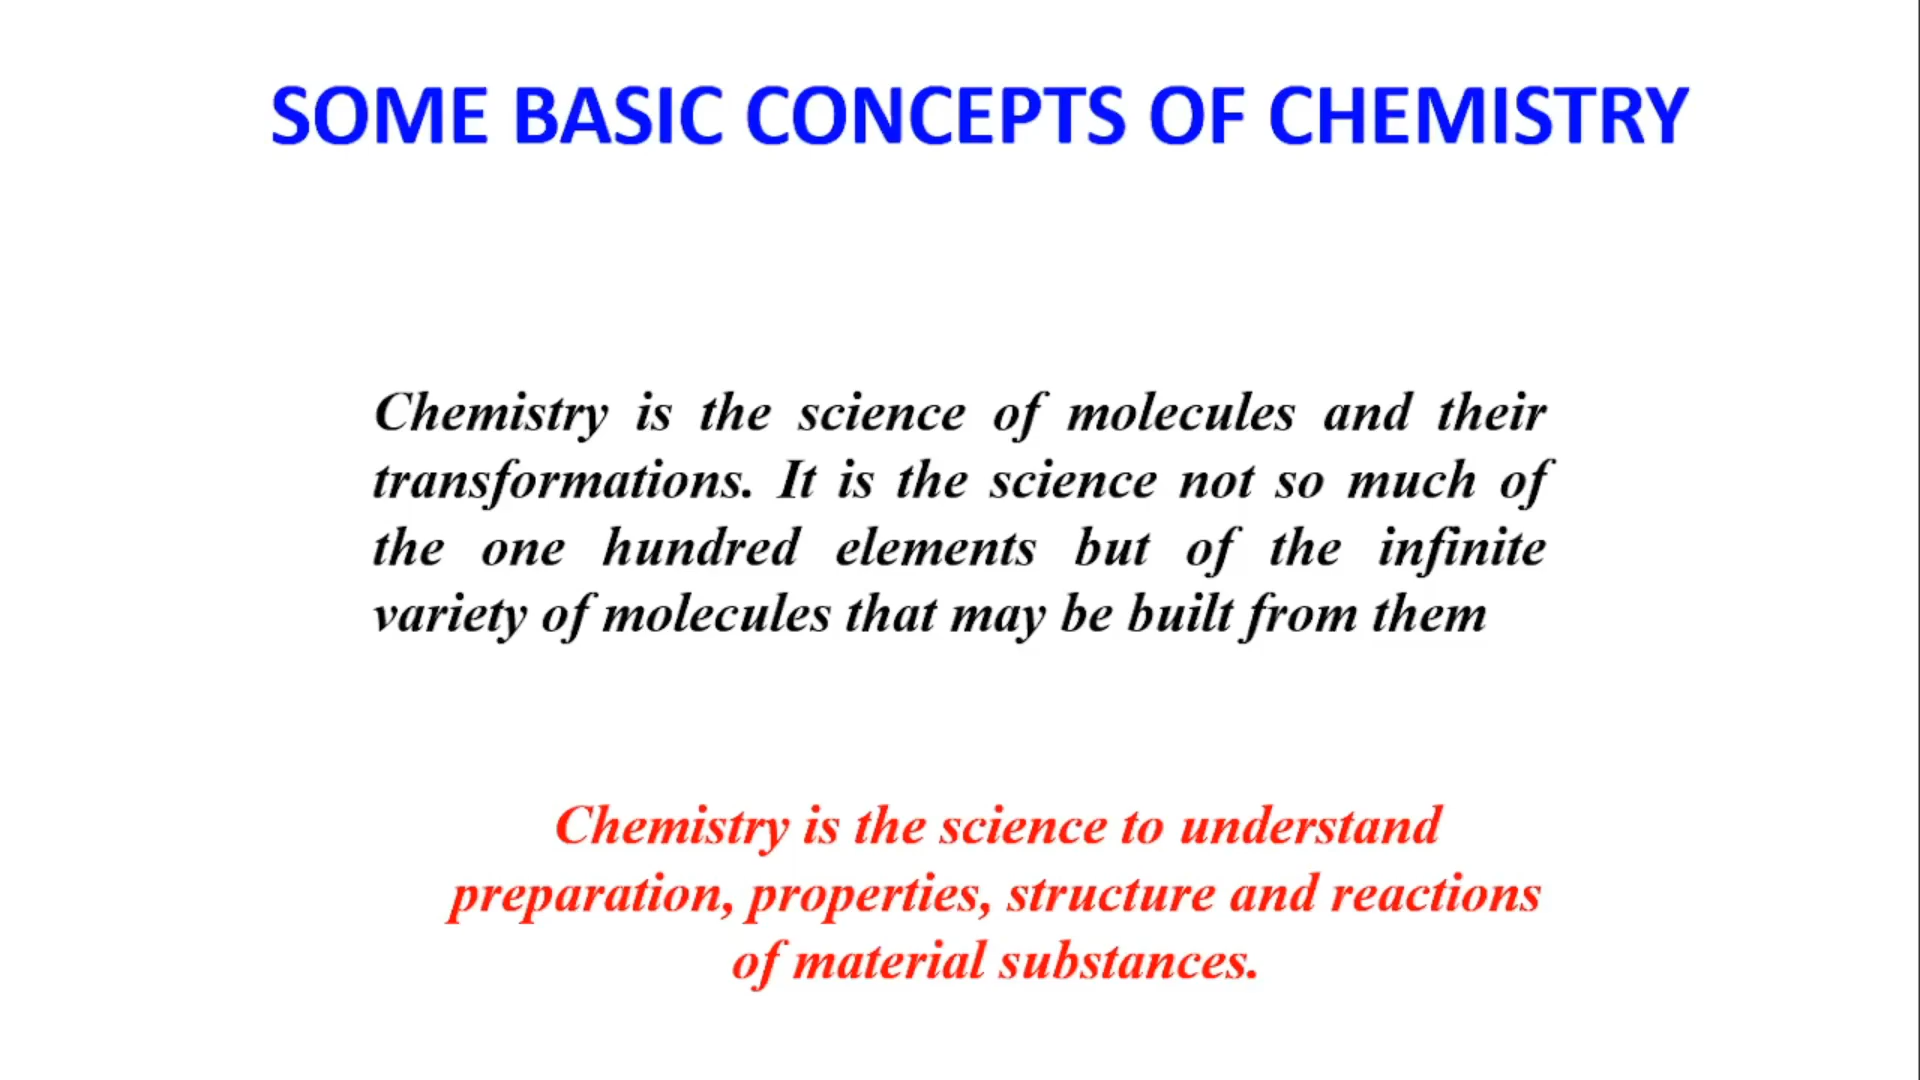 SOME BASIC CONCEPTS OF CHEMISTRY
Chemistry is the science of molecules and their
transformations. It is the science not so much of
the one hundred elements but of the infinite
variety of molecules that may be built from them
Chemistry is the science to understand
preparation, properties, structure and reactions
of material substances.